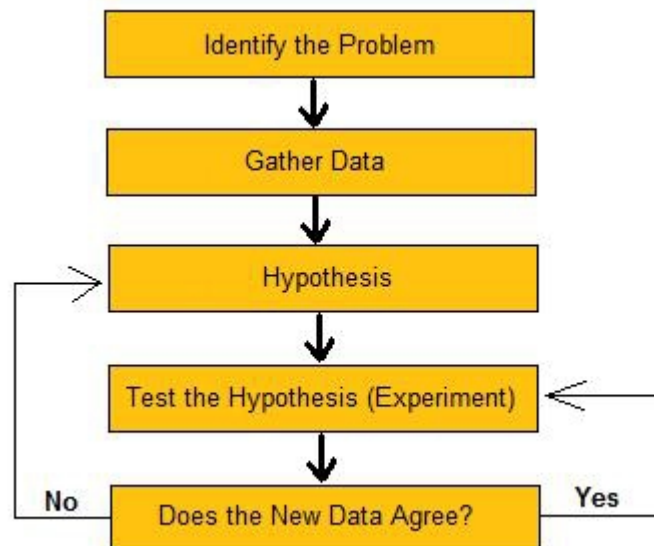 Identify the Problem
Gather Data
Hypothesis
Test the Hypothesis (Experiment)
No
Does the New Data Agree?
Yes